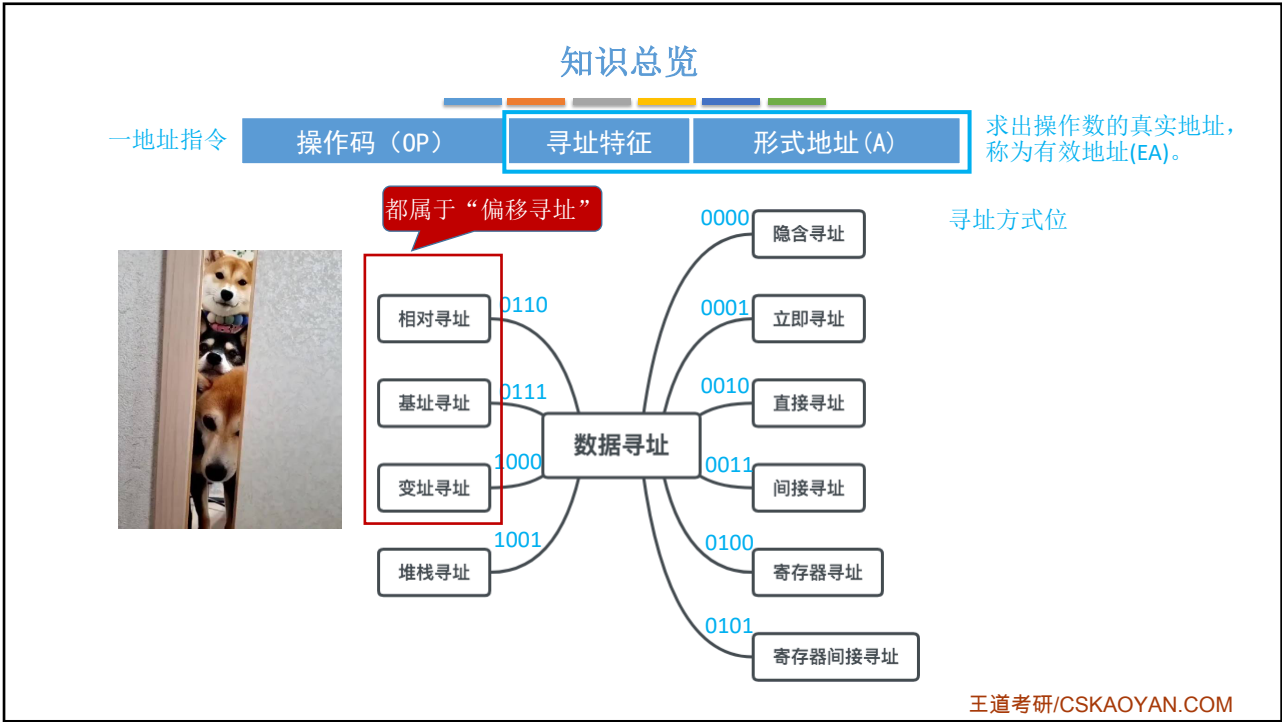 知识总览
一地址指令
操作码（OP）
寻址特征
形式地址(A)
求出操作数的真实地址，
称为有效地址(EA)。
都属于“偏移寻址”
寻址方式位
0000
隐含寻址
0001
立即寻址
0010
直接寻址
0011
间接寻址
0100
寄存器寻址
0101
寄存器间接寻址
数据寻址
0110
相对寻址
0111
基址寻址
1000
变址寻址
1001
堆栈寻址
王道考研/CSKAOYAN.COM